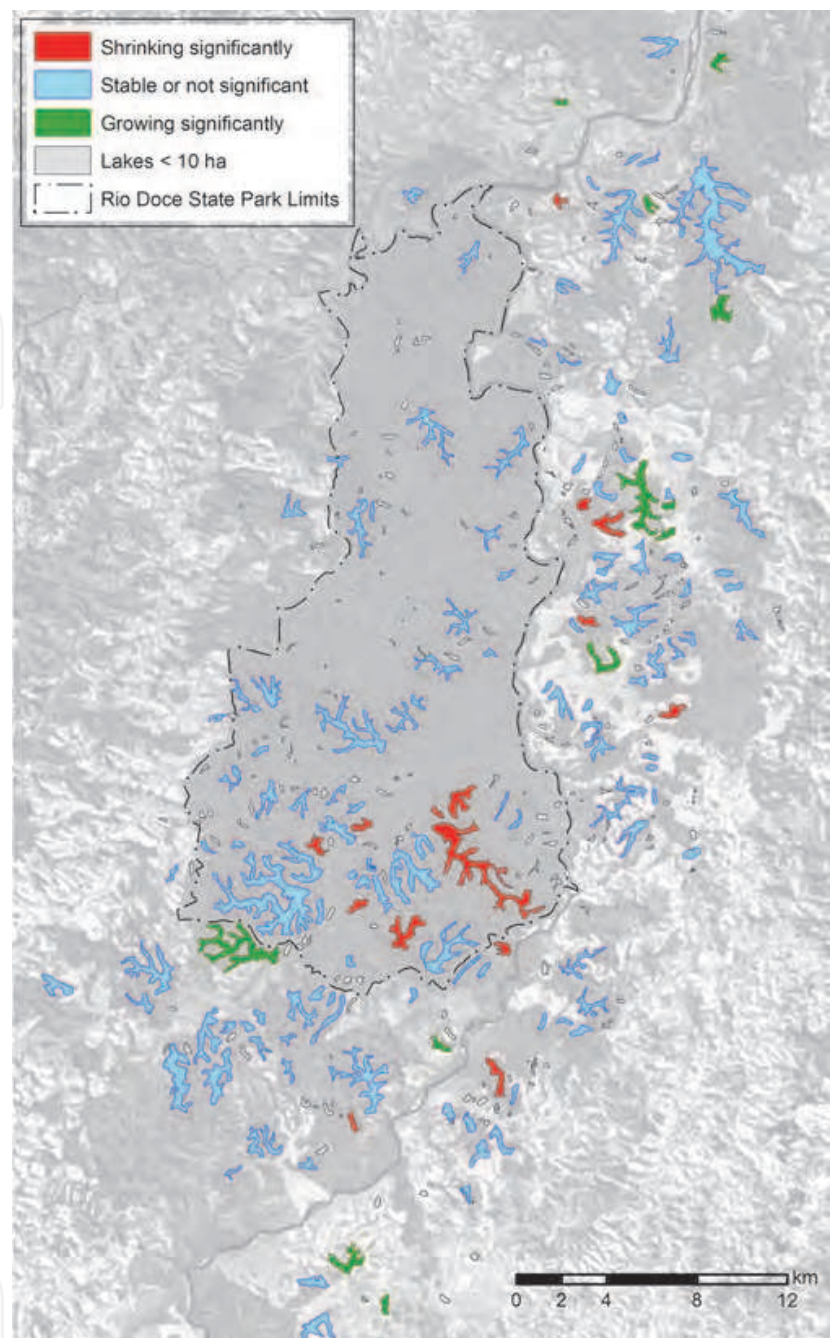 Shrinking significantly
Stable or not significant
Growing significantly
Lakes < 10 ha
Rio Doce State Park Limits
km
0 2 4 8 12